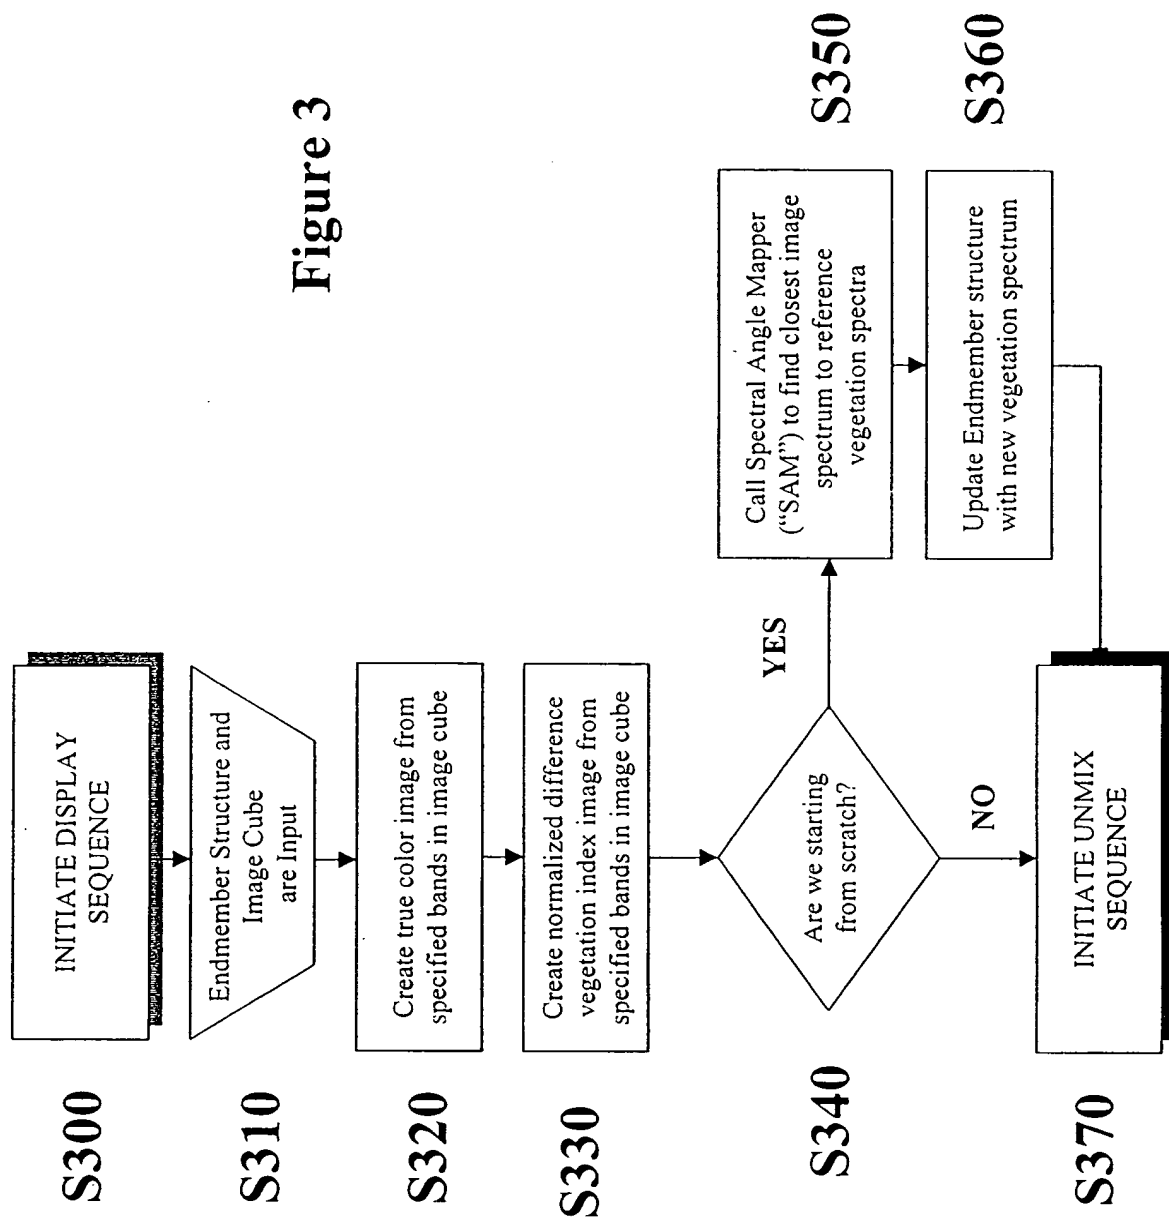 Figure 3
S300
INITIATE DISPLAY
SEQUENCE
S310
Endmember Structure and
Image Cube
are Input
S320
Create true color image from
specified bands in image cube
S330
Create normalized difference
vegetation index image from
specified bands in image cube
S340
Are we starting
from scratch?
YES
NO
S350
Call Spectral Angle Mapper
(“SAM”) to find closest image
spectrum to reference
vegetation spectra
S360
Update Endmember structure
with new vegetation spectrum
S370
INITIATE UNMIX
SEQUENCE